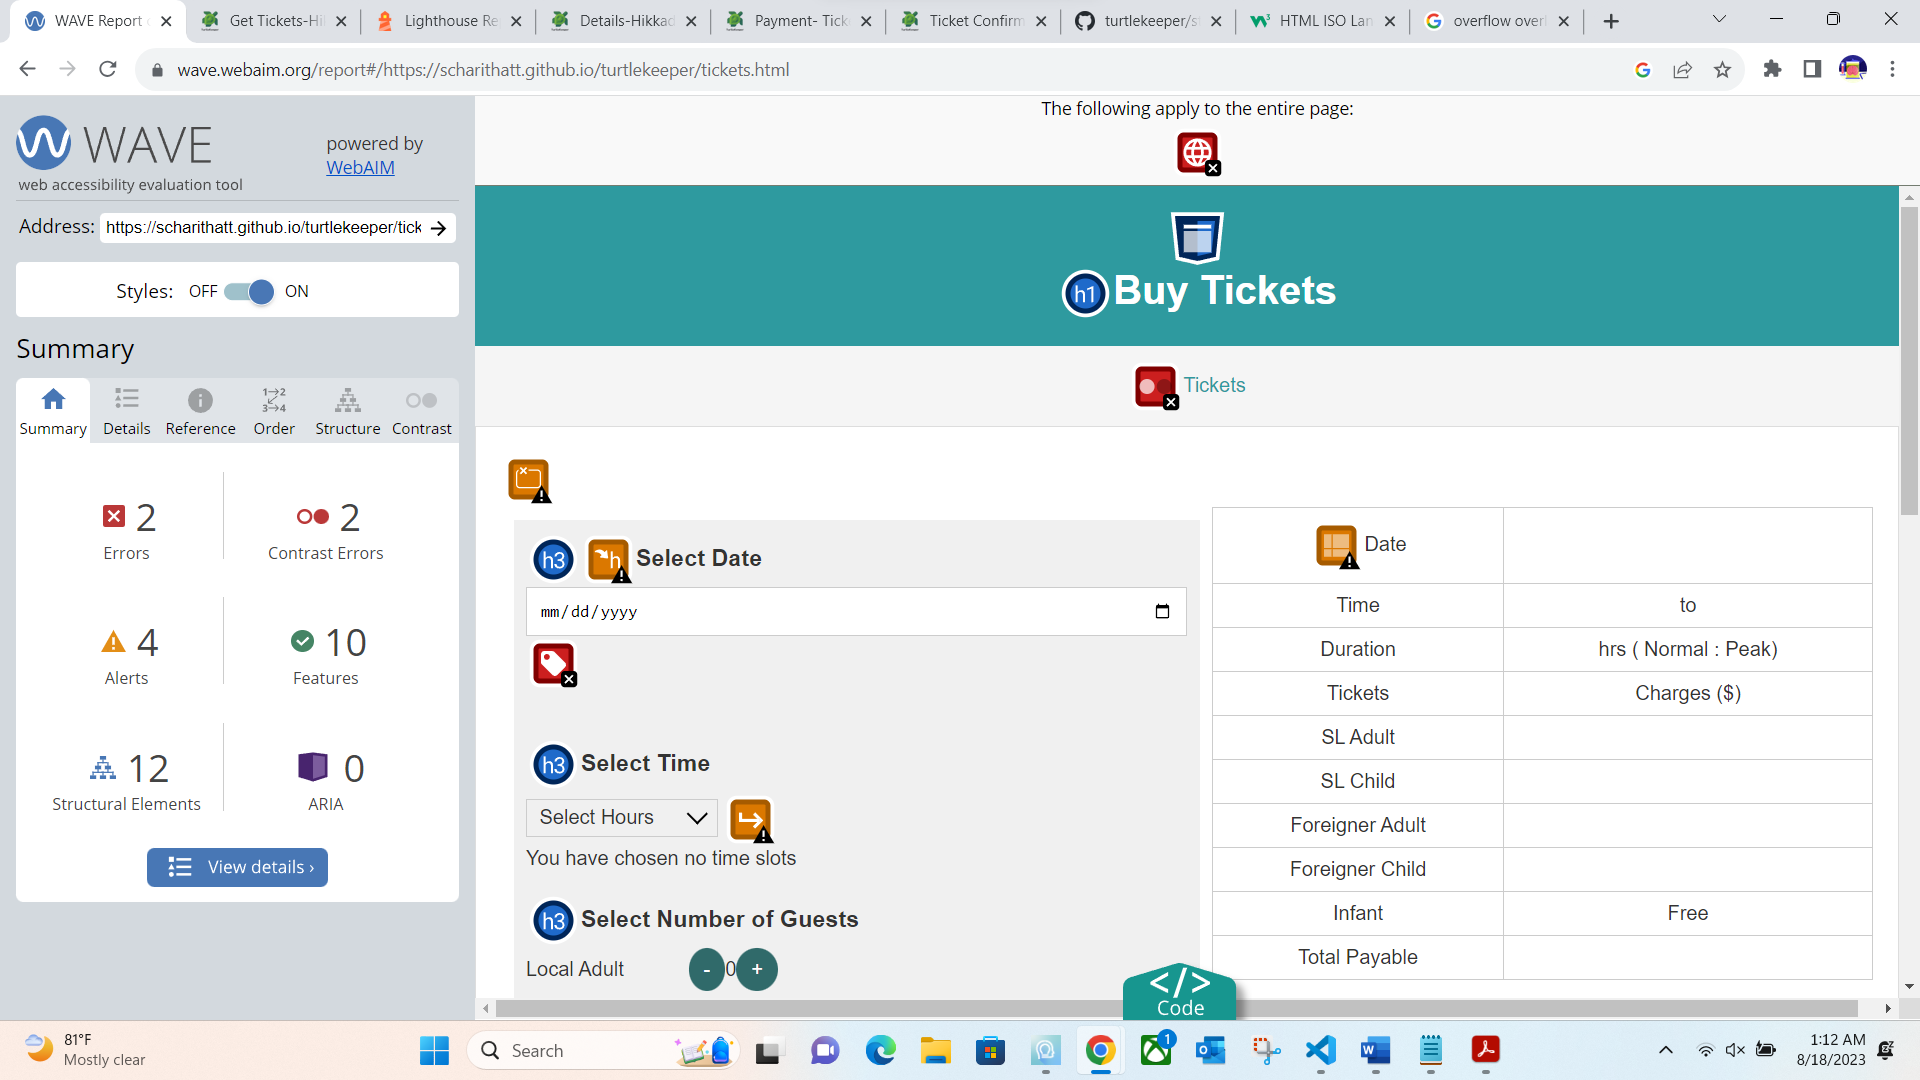 WAVE Report
Get Tickets-Hi
Lighthouse Re
Details-Hikkad
Payment- Tick
Ticket Confirm
turtlekeeper/s
HTML ISO Lan
overflow over
wave.webaim.org/report#/https://scharithatt.github.io/turtlekeeper/tickets.html
WAVE
powered by
WebAIM
web accessibility evaluation tool
Address: https://scharithatt.github.io/turtlekeeper/tick
Styles: OFF ON
Summary
Summary Details Reference Order Structure Contrast
2 2
Errors Contrast Errors
4 10
Alerts Features
12 0
Structural Elements ARIA
View details ›
The following apply to the entire page:
h1 Buy Tickets
Tickets
h3 h Select Date
mm/dd/yyyy
h3 Select Time
Select Hours
You have chosen no time slots
h3 Select Number of Guests
Local Adult - 0 +
Date
Time to
Duration hrs ( Normal : Peak)
Tickets Charges ($)
SL Adult
SL Child
Foreigner Adult
Foreigner Child
Infant Free
Total Payable
</>
Code
81°F
Mostly clear
Search
1
1:12 AM
8/18/2023